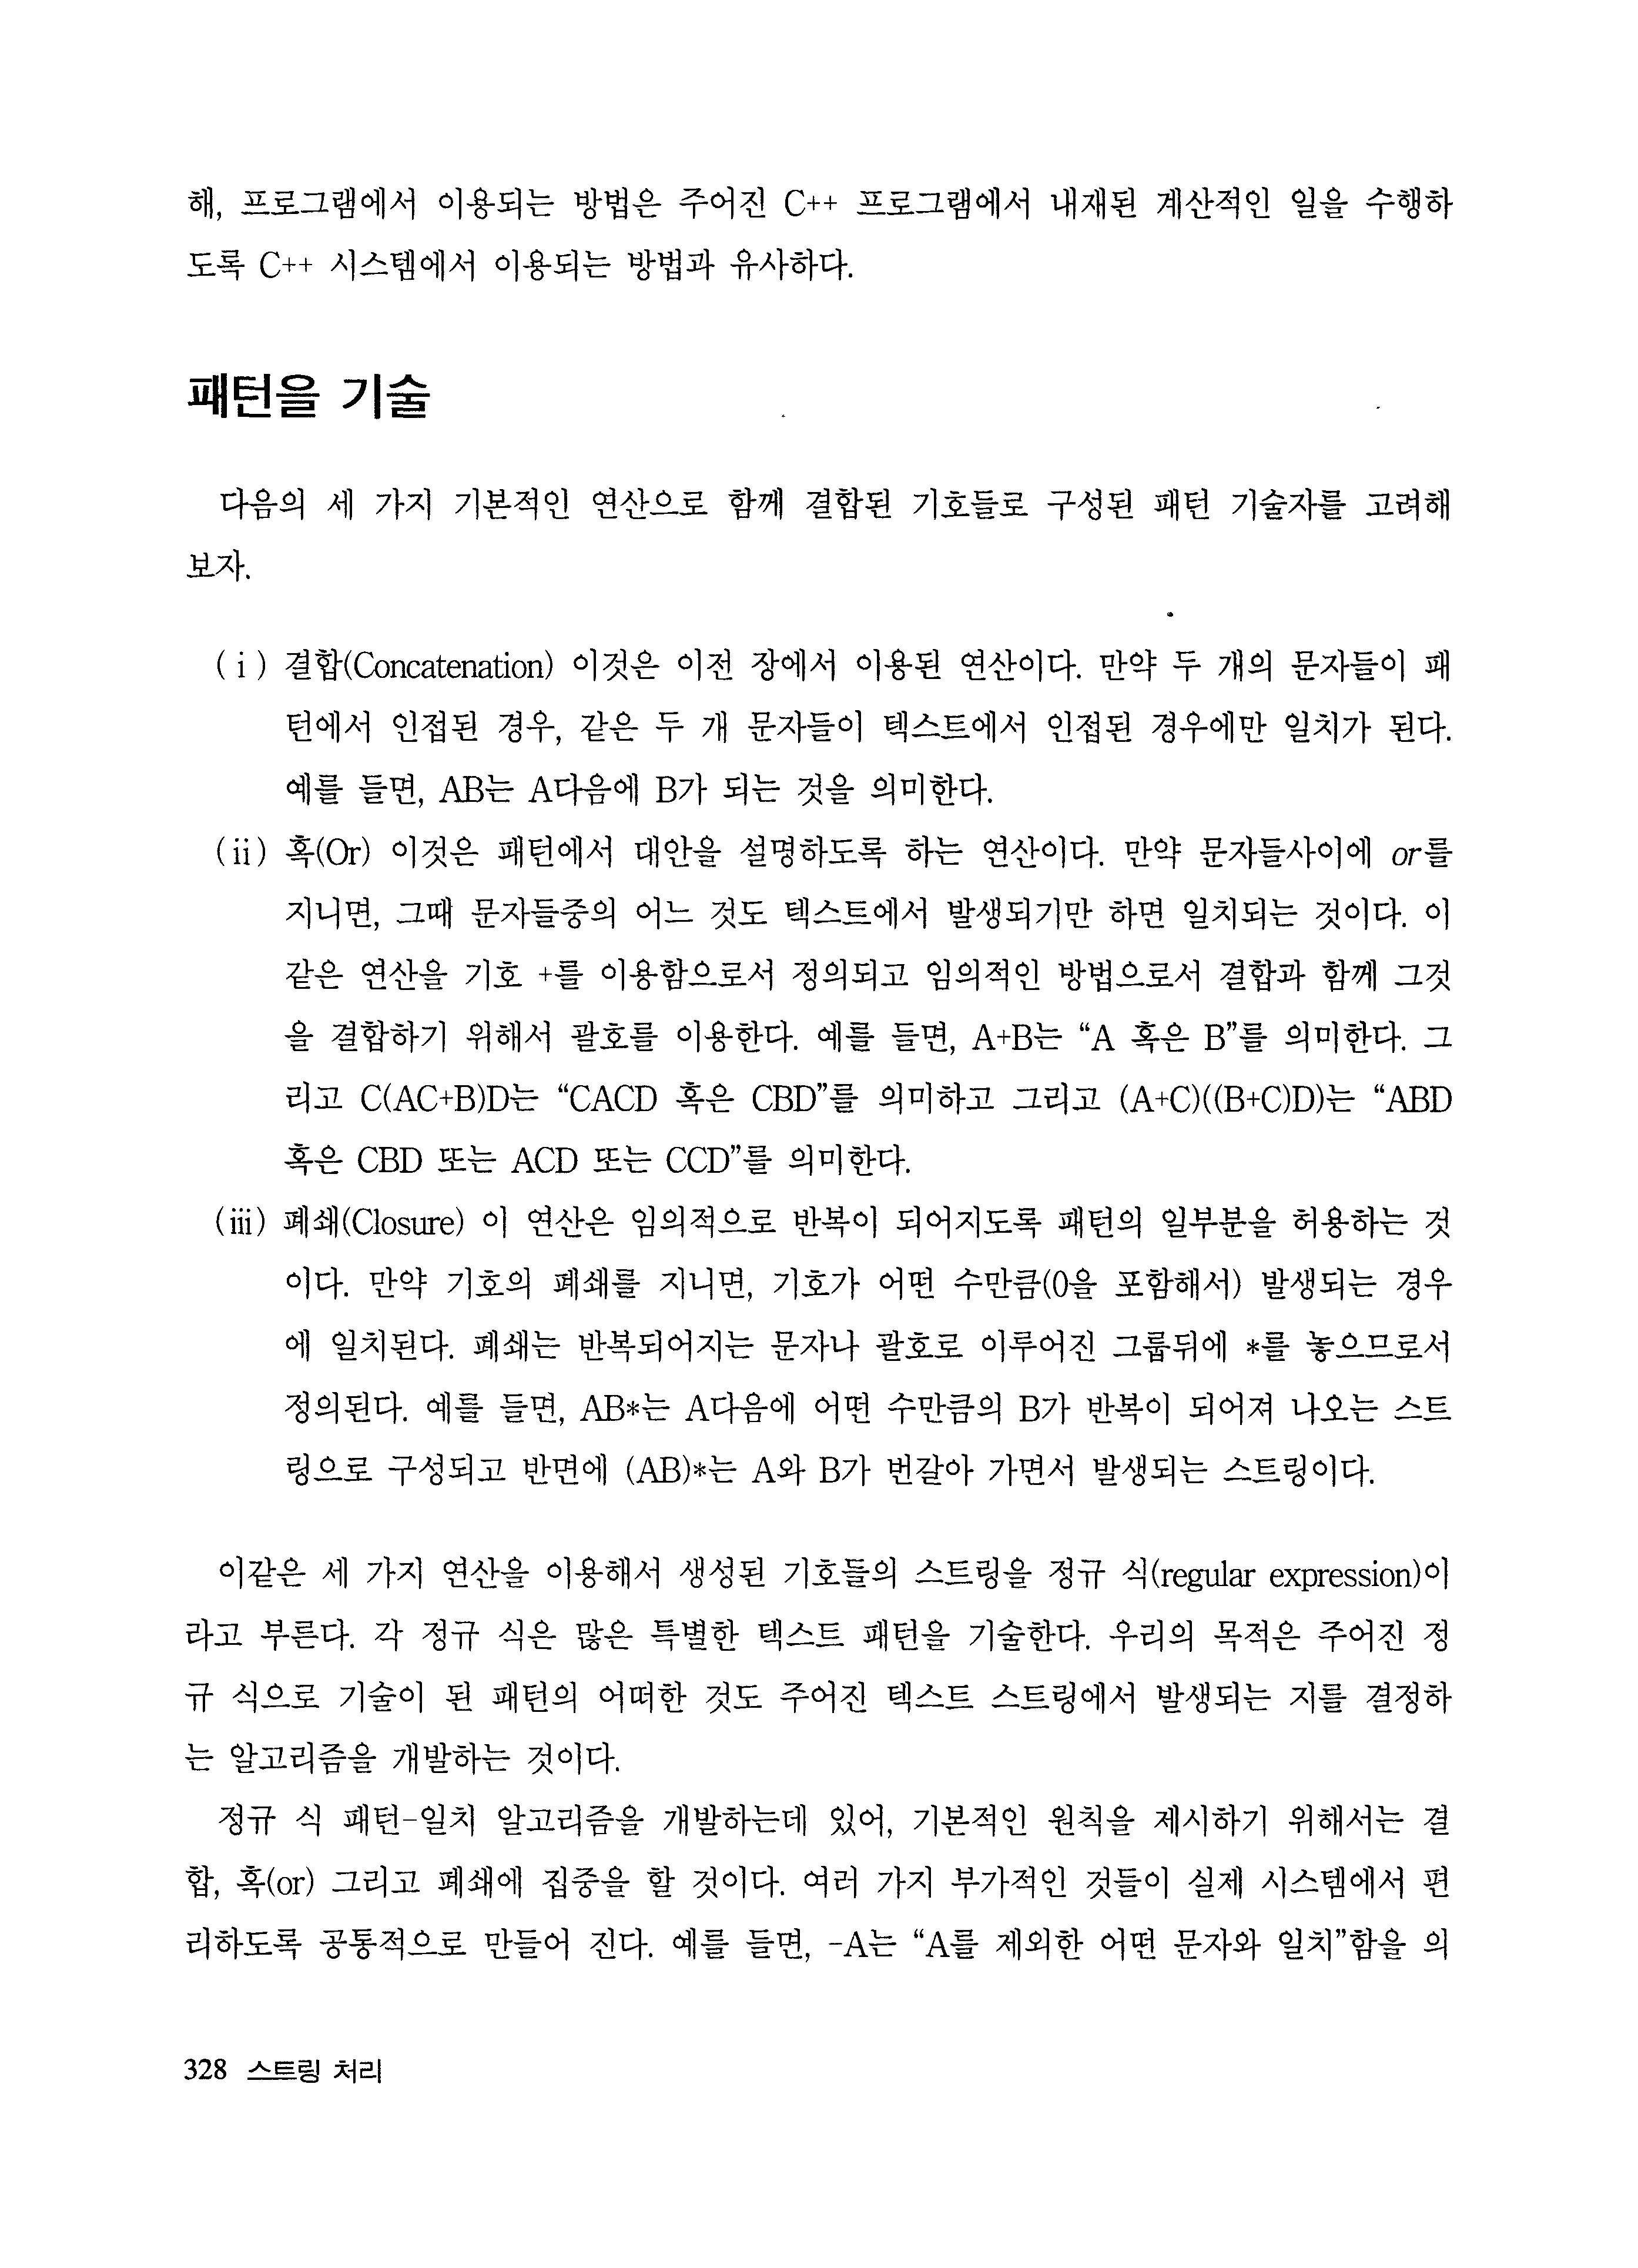 해, 프로그램에서 이용되는 방법은 주어진 C++ 프로그램에서 내재된 계산적인 일을 수행하
도록 C++ 시스템에서 이용되는 방법과 유사하다.
패턴을 기술
다음의 세 가지 기본적인 연산으로 함께 결합된 기호들로 구성된 패턴 기술자를 고려해
보자.
(i) 결합(Concatenation) 이것은 이전 장에서 이용된 연산이다. 만약 두 개의 문자들이 패
턴에서 인접된 경우, 같은 두 개 문자들이 텍스트에서 인접된 경우에만 일치가 된다.
예를 들면, AB는 A다음에 B가 되는 것을 의미한다.
(ii) 혹(Or) 이것은 패턴에서 대안을 설명하도록 하는 연산이다. 만약 문자들사이에 or를
지니면, 그때 문자들중의 어느 것도 텍스트에서 발생되기만 하면 일치되는 것이다. 이
같은 연산을 기호 +를 이용함으로서 정의되고 임의적인 방법으로서 결합과 함께 그것
을 결합하기 위해서 괄호를 이용한다. 예를 들면, A+B는 “A 혹은 B”를 의미한다. 그
리고 C(AC+B)D는 “CACD 혹은 CBD”를 의미하고 그리고 (A+C)((B+C)D)는 “ABD
혹은 CBD 또는 ACD 또는 CCD”를 의미한다.
(iii) 폐쇄(Closure) 이 연산은 임의적으로 반복이 되어지도록 패턴의 일부분을 허용하는 것
이다. 만약 기호의 폐쇄를 지니면, 기호가 어떤 수만큼(0을 포함해서) 발생되는 경우
에 일치된다. 폐쇄는 반복되어지는 문자나 괄호로 이루어진 그룹뒤에 *를 놓으므로서
정의된다. 예를 들면, AB*는 A다음에 어떤 수만큼의 B가 반복이 되어져 나오는 스트
링으로 구성되고 반면에 (AB)*는 A와 B가 번갈아 가면서 발생되는 스트링이다.
이같은 세 가지 연산을 이용해서 생성된 기호들의 스트링을 정규 식(regular expression)이
라고 부른다. 각 정규 식은 많은 특별한 텍스트 패턴을 기술한다. 우리의 목적은 주어진 정
규 식으로 기술이 된 패턴의 어떠한 것도 주어진 텍스트 스트링에서 발생되는 지를 결정하
는 알고리즘을 개발하는 것이다.
정규 식 패턴-일치 알고리즘을 개발하는데 있어, 기본적인 원칙을 제시하기 위해서는 결
합, 혹(or) 그리고 폐쇄에 집중을 할 것이다. 여러 가지 부가적인 것들이 실제 시스템에서 편
리하도록 공통적으로 만들어 진다. 예를 들면, -A는 “A를 제외한 어떤 문자와 일치”함을 의
328 스트링 처리